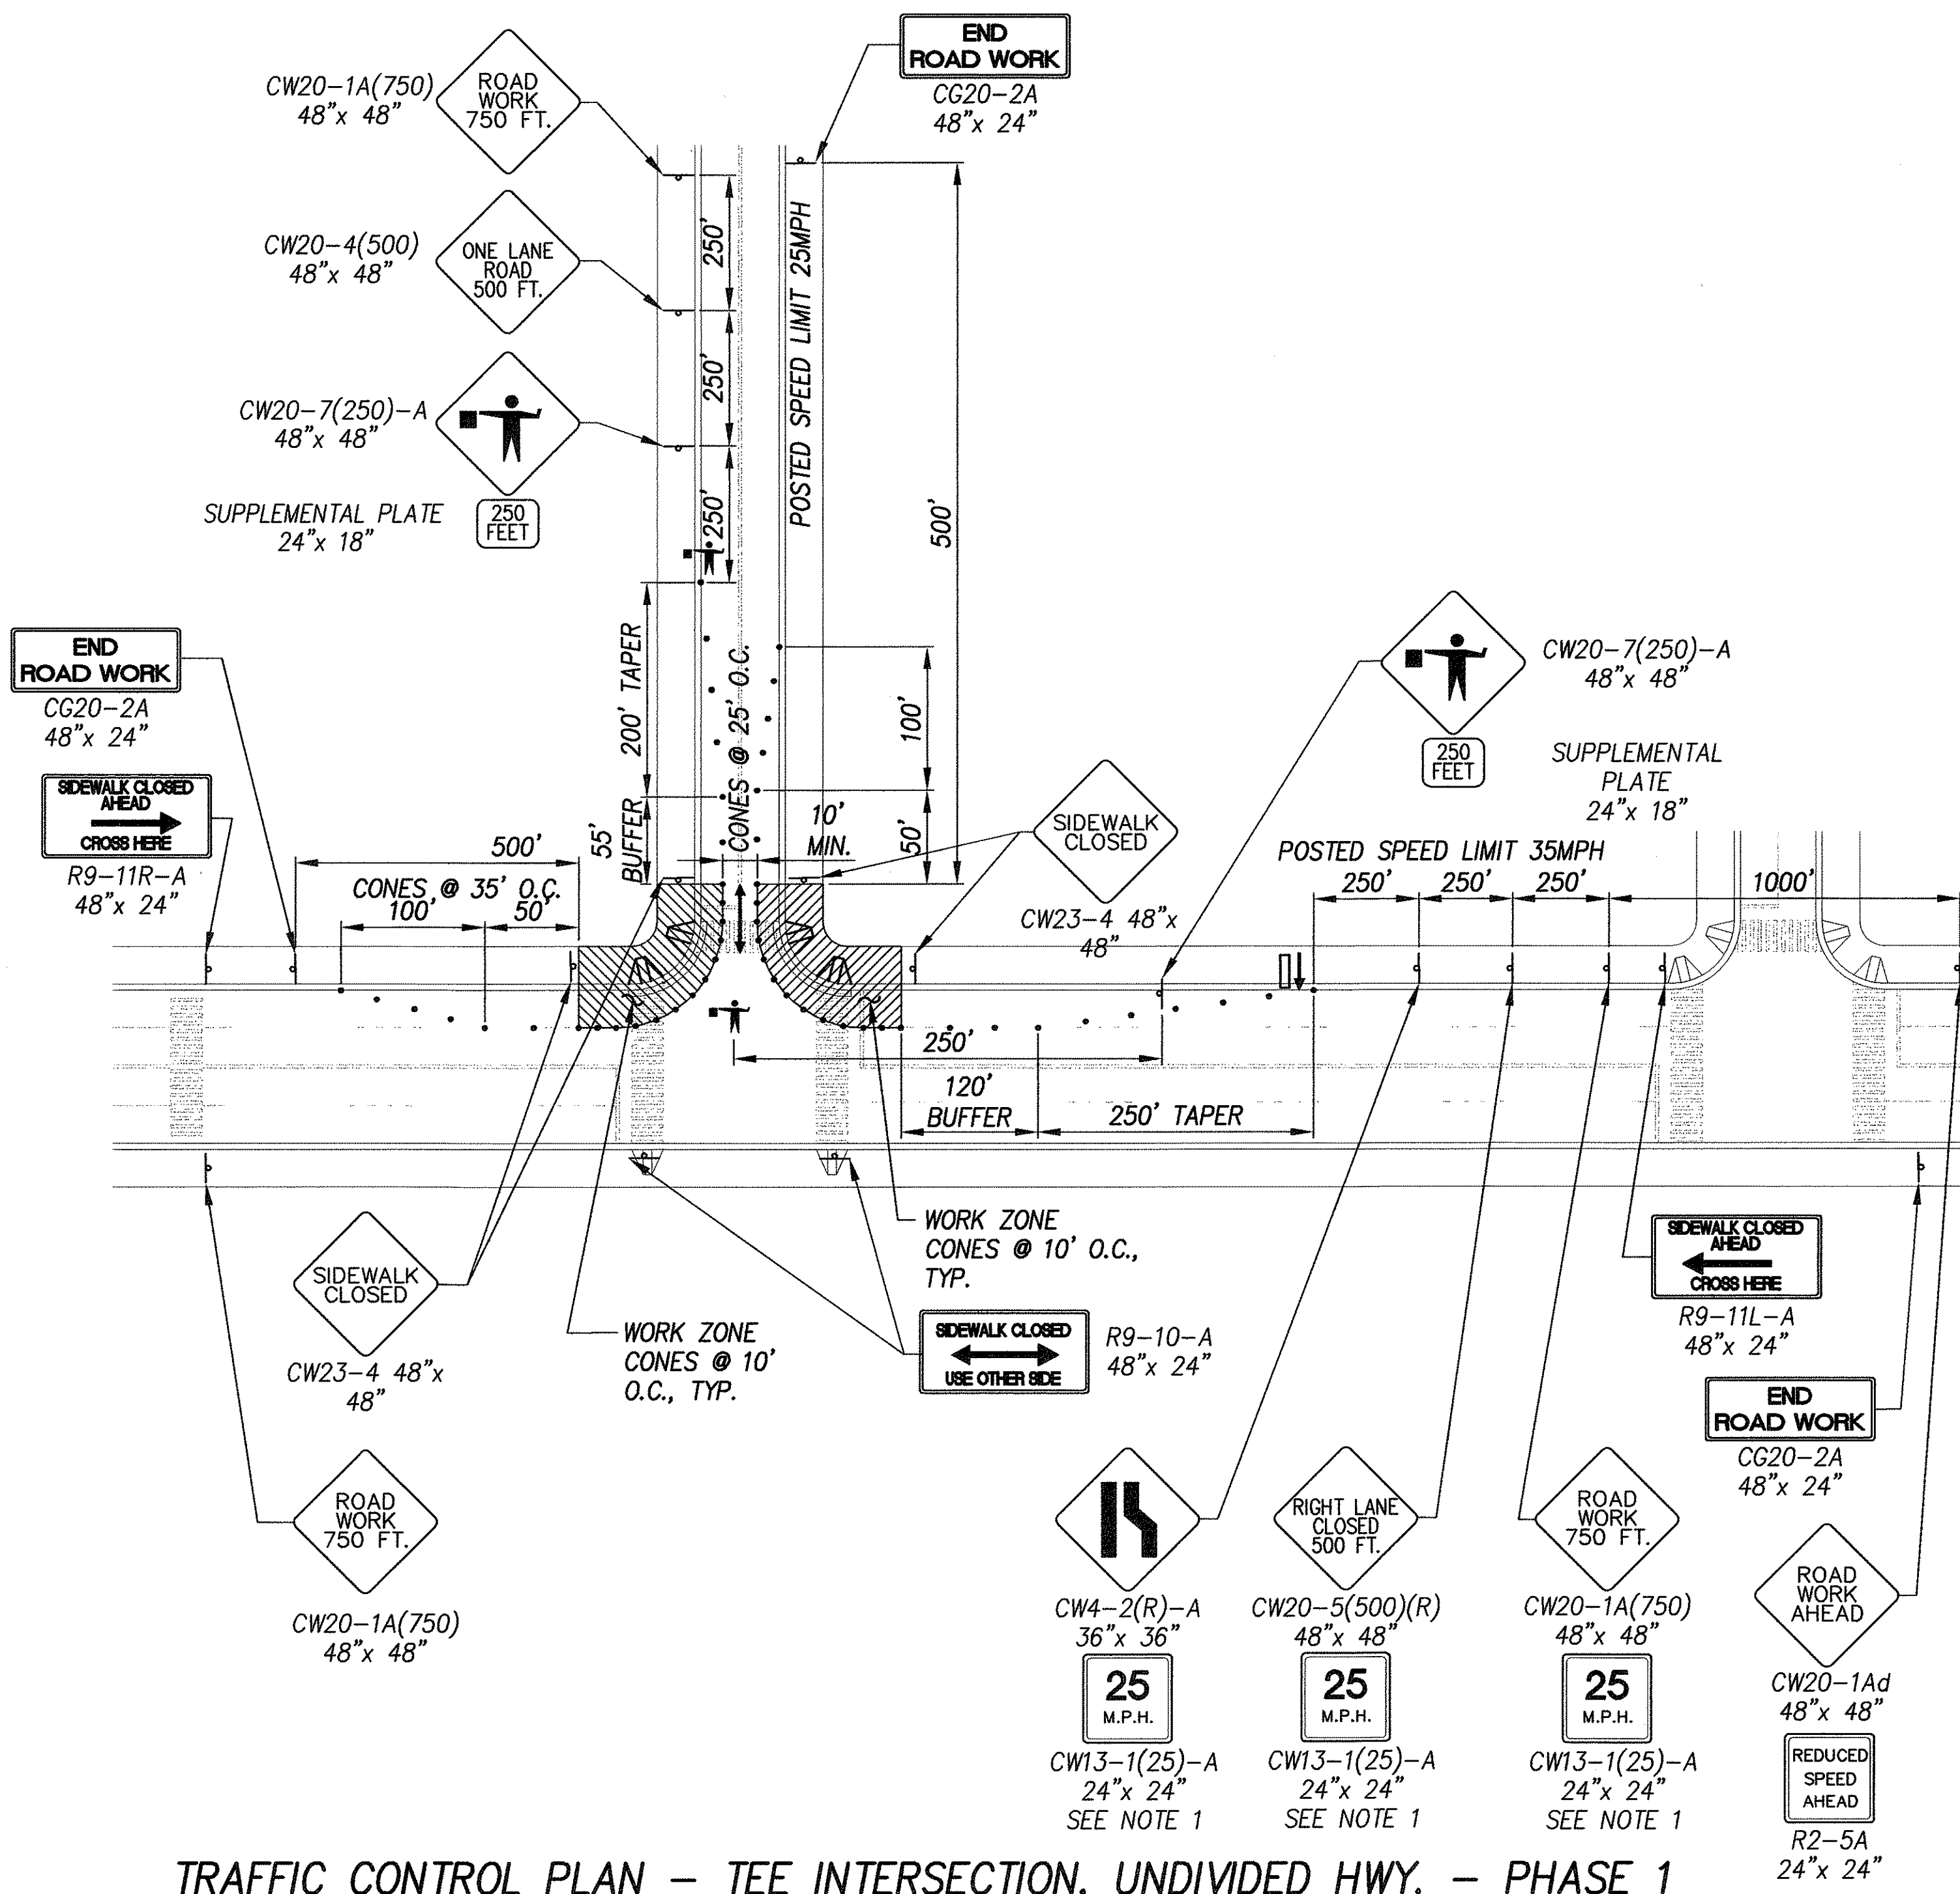 END
ROAD WORK
CG20-2A
48"x 24"
CW20-1A(750)
48"x 48"
ROAD
WORK
750 FT.
CW20-4(500)
48"x 48"
ONE LANE
ROAD
500 FT.
CW20-7(250)-A
48"x 48"
SUPPLEMENTAL PLATE
24"x 18"
250
FEET
250'
250'
250'
POSTED SPEED LIMIT 25MPH
500'
200' TAPER
55'
BUFFER
CONES @ 25' O.C.
100'
50'
10'
MIN.
END
ROAD WORK
CG20-2A
48"x 24"
SIDEWALK CLOSED
AHEAD
CROSS HERE
R9-11R-A
48"x 24"
500'
CONES @ 35' O.C.
100'
50'
SIDEWALK
CLOSED
CW23-4 48"x
48"
250
FEET
CW20-7(250)-A
48"x 48"
SUPPLEMENTAL
PLATE
24"x 18"
POSTED SPEED LIMIT 35MPH
250'
250'
250'
1000'
250'
120'
BUFFER
250' TAPER
SIDEWALK
CLOSED
CW23-4 48"x
48"
WORK ZONE
CONES @ 10'
O.C., TYP.
WORK ZONE
CONES @ 10' O.C.,
TYP.
SIDEWALK CLOSED
USE OTHER SIDE
R9-10-A
48"x 24"
SIDEWALK CLOSED
AHEAD
CROSS HERE
R9-11L-A
48"x 24"
END
ROAD WORK
CG20-2A
48"x 24"
ROAD
WORK
750 FT.
CW20-1A(750)
48"x 48"
CW4-2(R)-A
36"x 36"
25
M.P.H.
CW13-1(25)-A
24"x 24"
SEE NOTE 1
RIGHT LANE
CLOSED
500 FT.
CW20-5(500)(R)
48"x 48"
25
M.P.H.
CW13-1(25)-A
24"x 24"
SEE NOTE 1
ROAD
WORK
750 FT.
CW20-1A(750)
48"x 48"
25
M.P.H.
CW13-1(25)-A
24"x 24"
SEE NOTE 1
ROAD
WORK
AHEAD
CW20-1Ad
48"x 48"
REDUCED
SPEED
AHEAD
R2-5A
24"x 24"
TRAFFIC CONTROL PLAN - TEE INTERSECTION, UNDIVIDED HWY. - PHASE 1